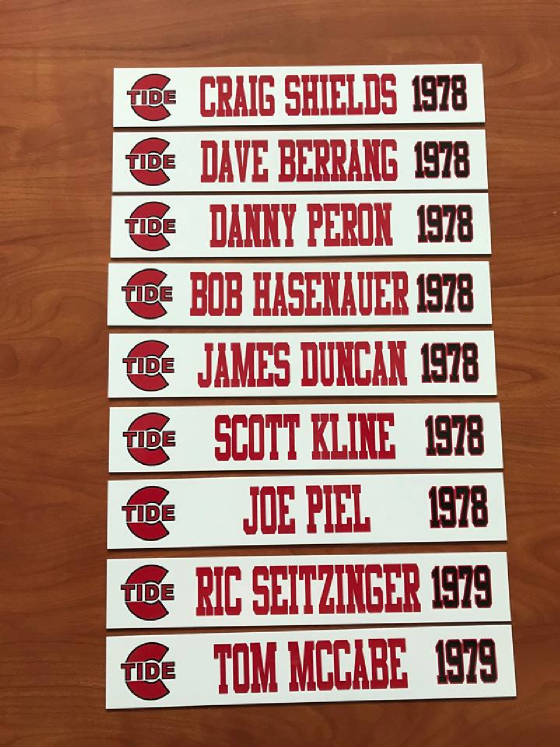 TIDE CRAIG SHIELDS 1978
TIDE DAVE BERRANG 1978
TIDE DANNY PERON 1978
TIDE BOB HASENAUER 1978
TIDE JAMES DUNCAN 1978
TIDE SCOTT KLINE 1978
TIDE JOE PIEL 1978
TIDE RIC SEITZINGER 1979
TIDE TOM MCCABE 1979